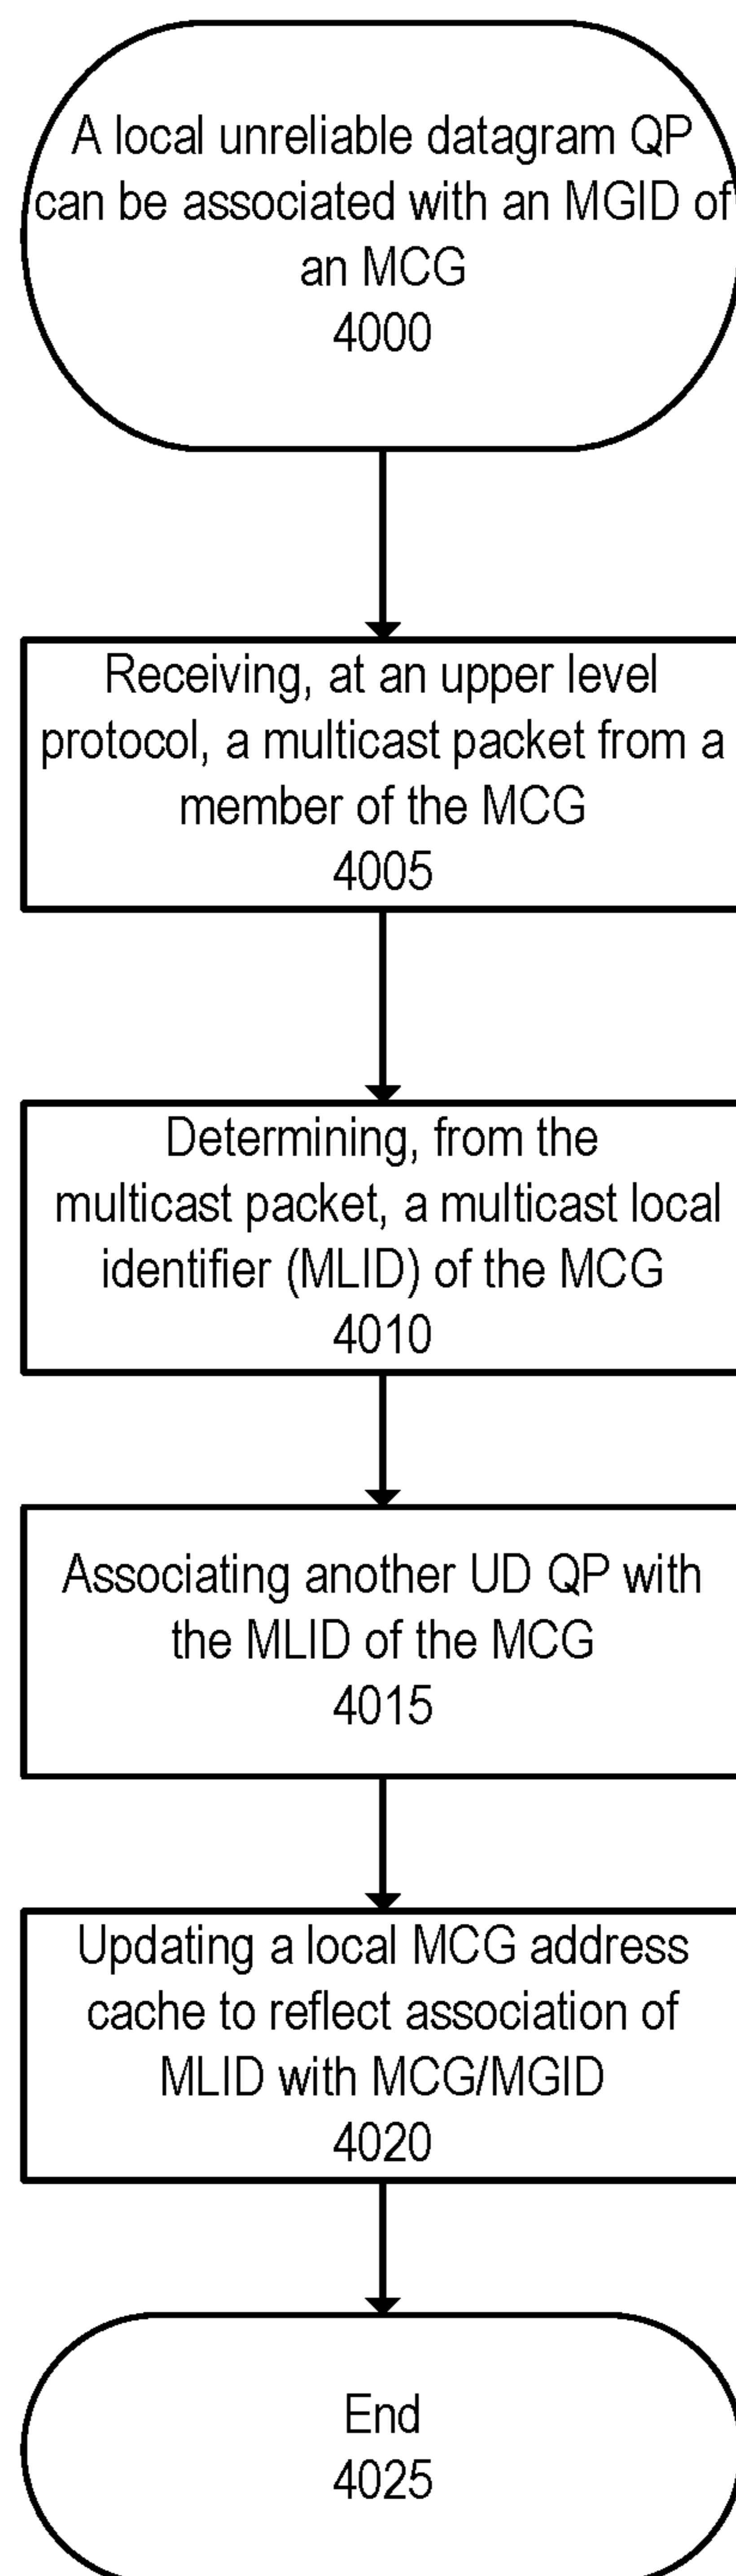 A local unreliable datagram QP
can be associated with an MGID of
an MCG
4000
Receiving, at an upper level
protocol, a multicast packet from a
member of the MCG
4005
Determining, from the
multicast packet, a multicast local
identifier (MLID) of the MCG
4010
Associating another UD QP with
the MLID of the MCG
4015
Updating a local MCG address
cache to reflect association of
MLID with MCG/MGID
4020
End
4025